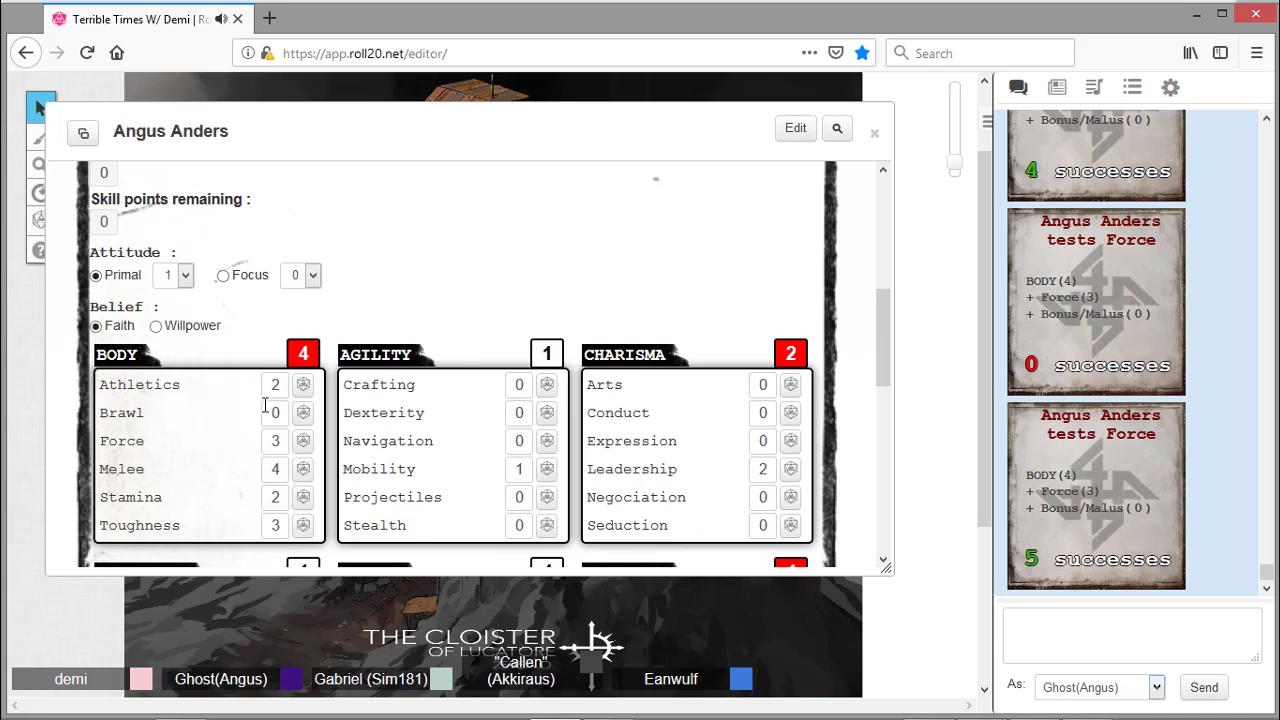 Terrible Times W/ Demi | Ro
https://app.roll20.net/editor/
Search
Angus Anders
Edit
0
Skill points remaining :
0
Attitude :
Primal 1 Focus 0
Belief :
Faith Willpower
BODY 4
Athletics 2
Brawl 0
Force 3
Melee 4
Stamina 2
Toughness 3
AGILITY 1
Crafting 0
Dexterity 0
Navigation 0
Mobility 1
Projectiles 0
Stealth 0
CHARISMA 2
Arts 0
Conduct 0
Expression 0
Leadership 2
Negociation 0
Seduction 0
THE CLOISTER
OF LUCATORE
demi
Ghost(Angus)
Gabriel (Sim181)
"Callen"
(Akkiraus)
Eanwulf
+ Bonus/Malus( 0 )
4 successes
Angus Anders
tests Force
BODY(4)
+ Force(3)
+ Bonus/Malus( 0 )
0 successes
Angus Anders
tests Force
BODY(4)
+ Force(3)
+ Bonus/Malus( 0 )
5 successes
As: Ghost(Angus) Send